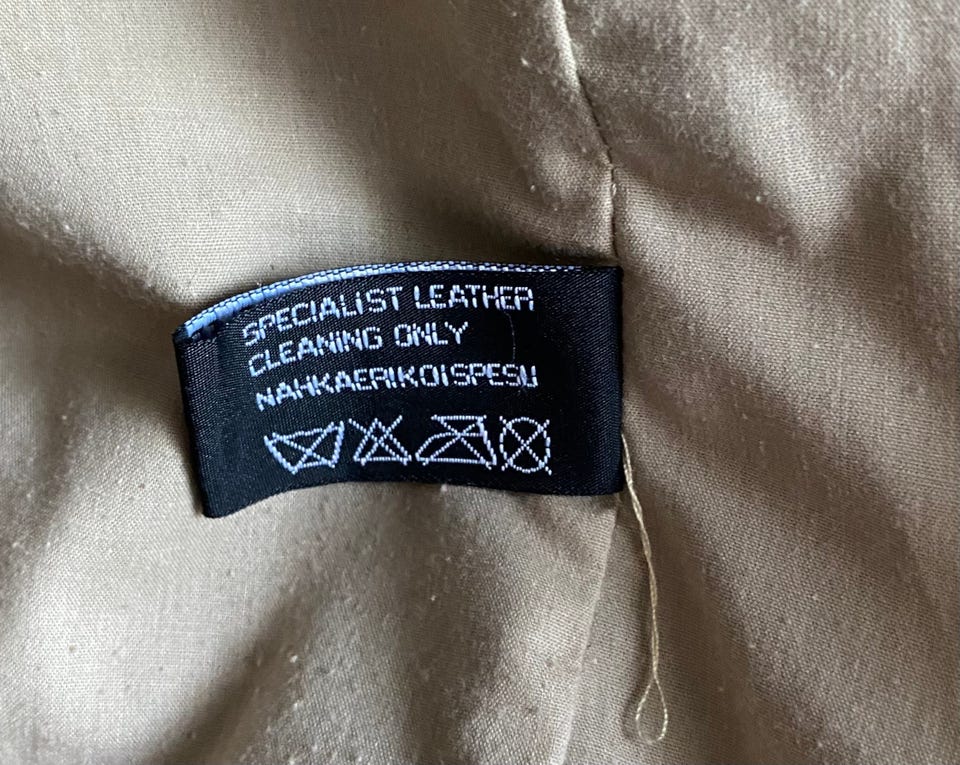 SPECIALIST LEATHER
CLEANING ONLY
NAHKAERIKOISPESU